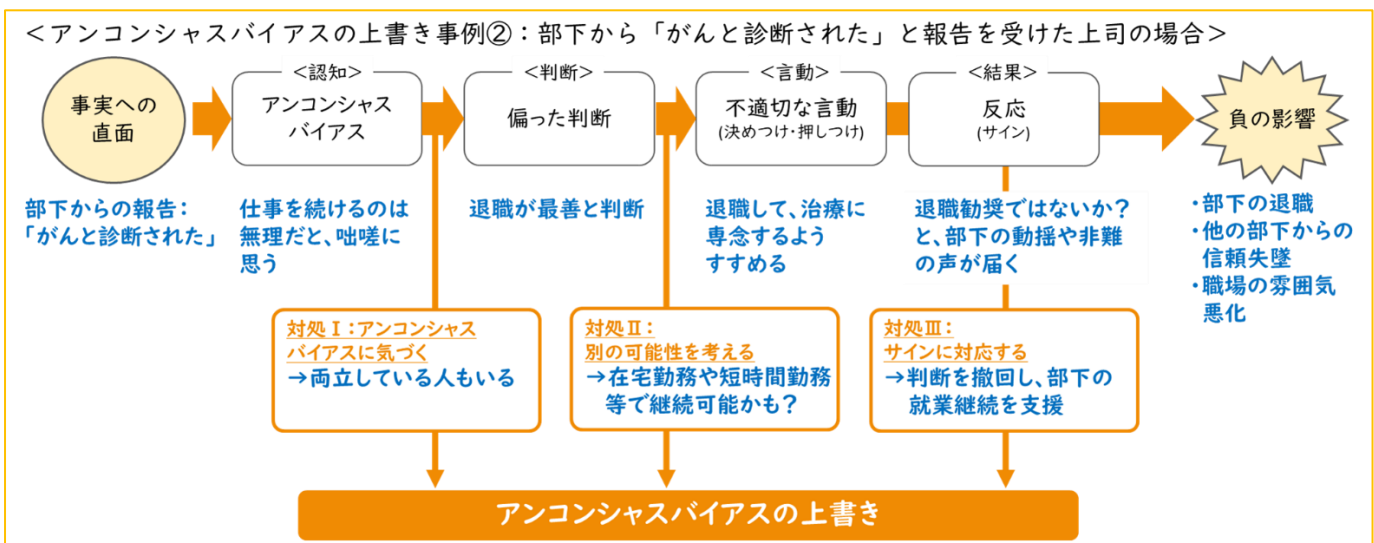 ＜アンコンシャスバイアスの上書き事例②：部下から「がんと診断された」と報告を受けた上司の場合＞
事実への
直面
＜認知＞
アンコンシャス
バイアス
＜判断＞
偏った判断
＜言動＞
不適切な言動
(決めつけ・押しつけ)
＜結果＞
反応
(サイン)
負の影響
部下からの報告：
「がんと診断された」
仕事を続けるのは
無理だと、咄嗟に
思う
退職が最善と判断
退職して、治療に
専念するよう
すすめる
退職勧奨ではないか？
と、部下の動揺や非難
の声が届く
・部下の退職
・他の部下からの
信頼失墜
・職場の雰囲気
悪化
対処Ⅰ：アンコンシャス
バイアスに気づく
→両立している人もいる
対処Ⅱ：
別の可能性を考える
→在宅勤務や短時間勤務
等で継続可能かも？
対処Ⅲ：
サインに対応する
→判断を撤回し、部下の
就業継続を支援
アンコンシャスバイアスの上書き